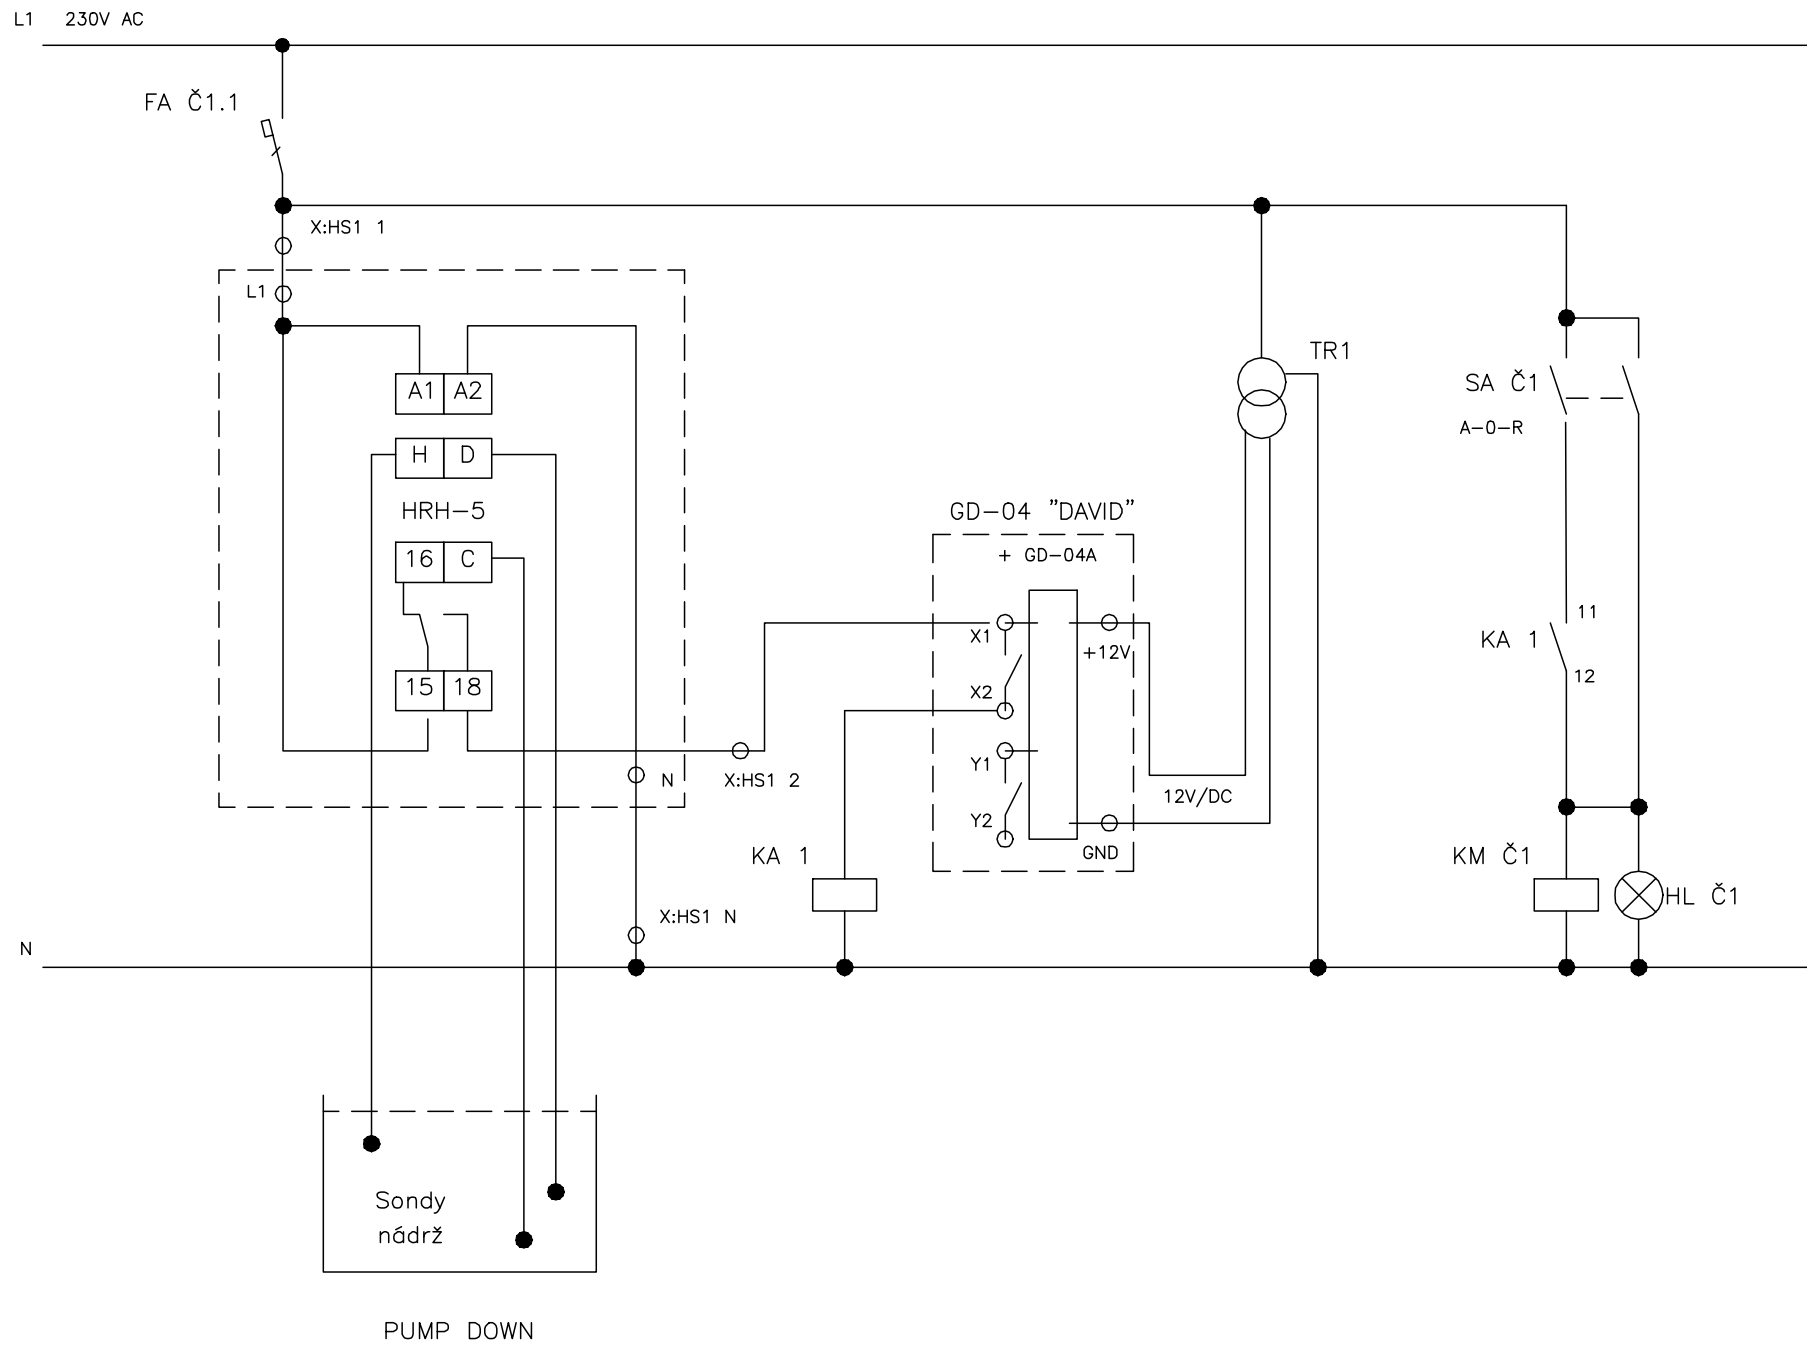 L1 230V AC
FA Č1.1
X:HS1 1
L1
A1 A2
H D
HRH-5
16 C
15 18
N
X:HS1 2
X:HS1 N
KA 1
GD-04 "DAVID"
+ GD-04A
X1
+12V
X2
Y1
Y2
GND
12V/DC
TR1
SA Č1
A-0-R
11
KA 1
12
KM Č1
HL Č1
N
Sondy
nádrž
PUMP DOWN